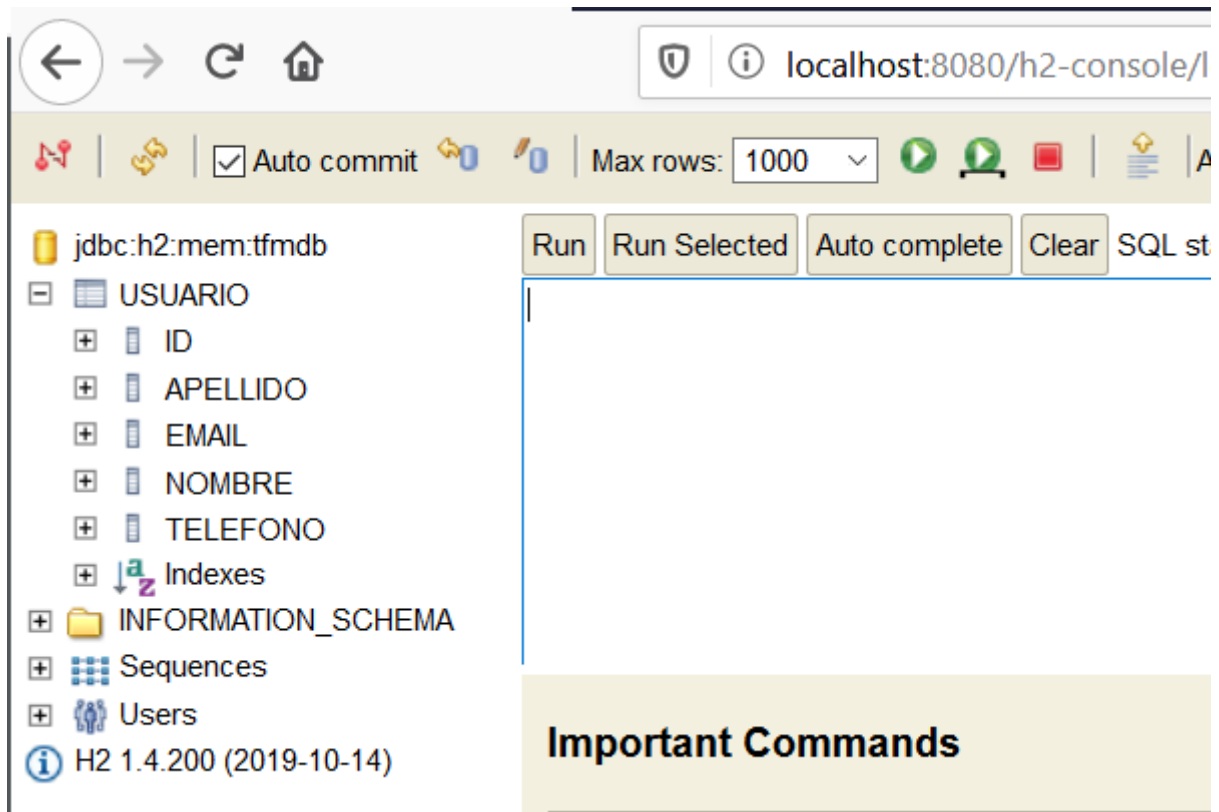 localhost:8080/h2-console/l
Auto commit Max rows: 1000 A
jdbc:h2:mem:tfmdb
USUARIO
ID
APELLIDO
EMAIL
NOMBRE
TELEFONO
Indexes
INFORMATION_SCHEMA
Sequences
Users
H2 1.4.200 (2019-10-14)
Run Run Selected Auto complete Clear SQL sta
Important Commands